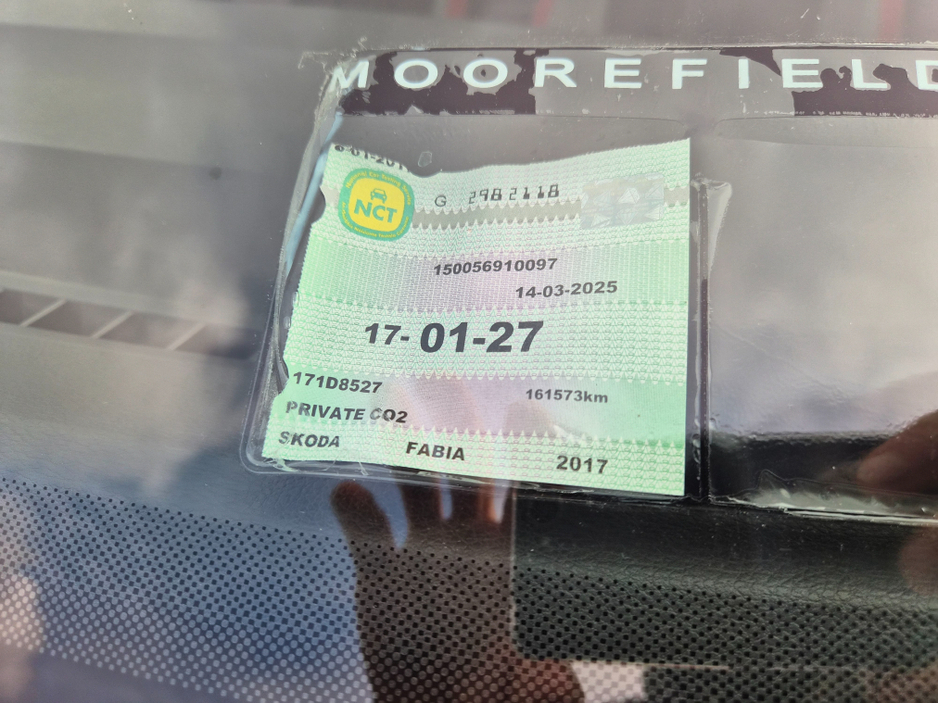 MOOREFIELD
NCT
G 2982118
150056910097
14-03-2025
17-01-27
171D8527 161573km
PRIVATE CO2
SKODA FABIA 2017